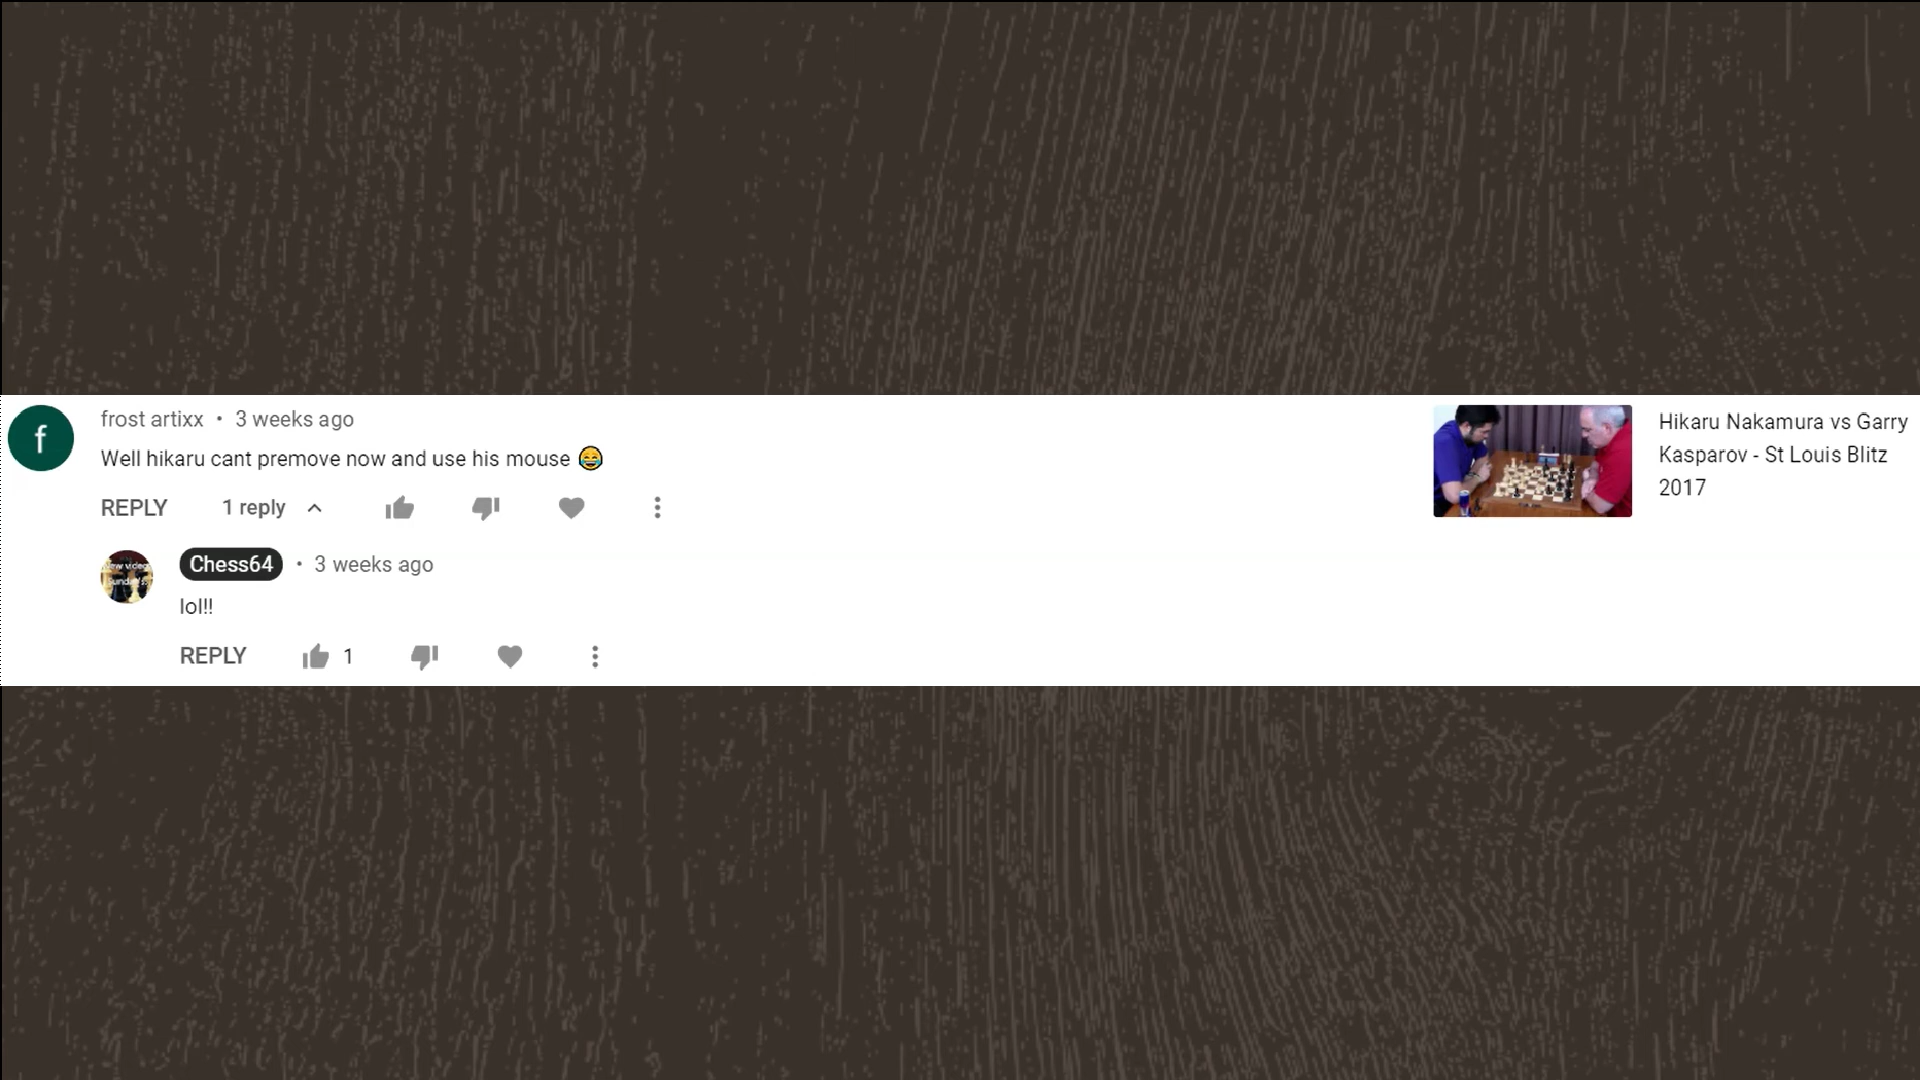 frost artixx • 3 weeks ago
Well hikaru cant premove now and use his mouse 😂
REPLY 1 reply
Hikaru Nakamura vs Garry
Kasparov - St Louis Blitz
2017
f
Chess64 • 3 weeks ago
lol!!
REPLY 1